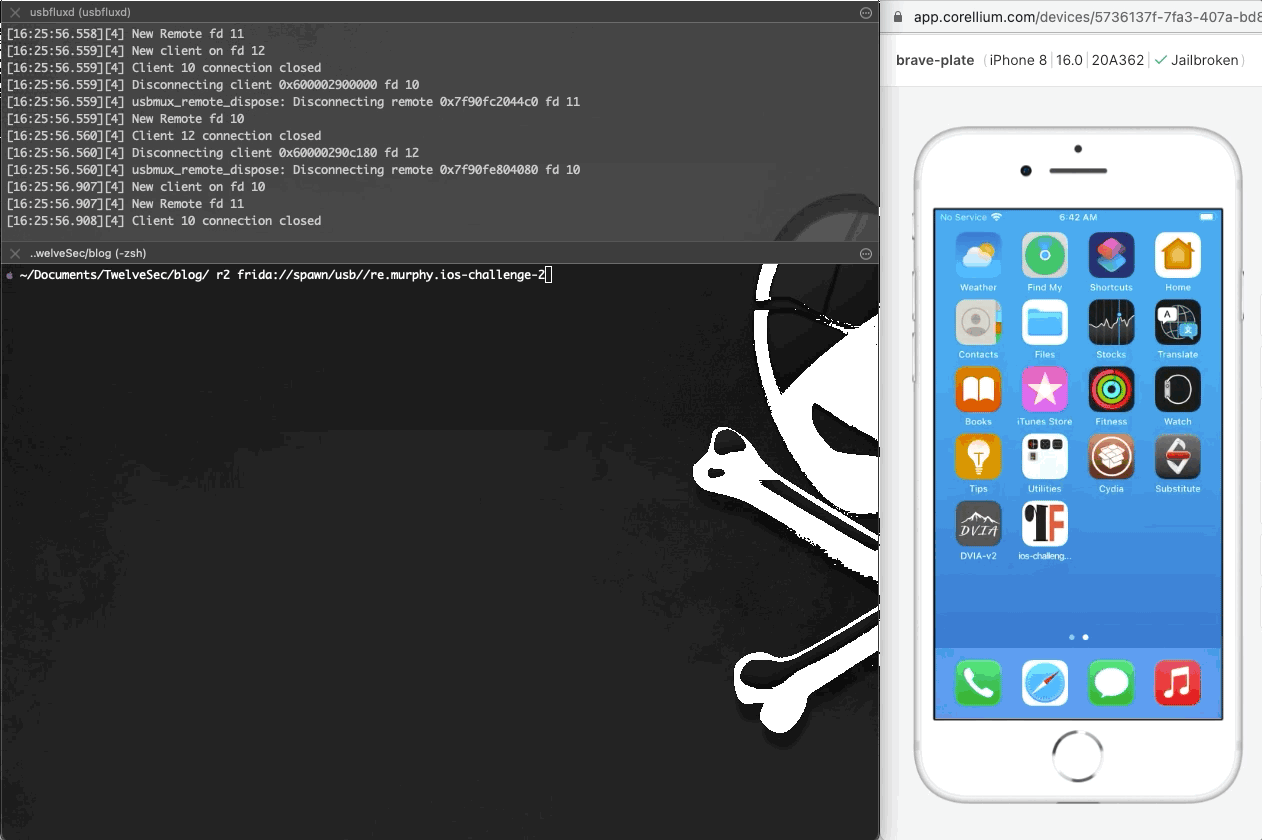 usbfluxd (usbfluxd)
[16:25:56.558][4] New Remote fd 11
[16:25:56.559][4] New client on fd 12
[16:25:56.559][4] Client 10 connection closed
[16:25:56.559][4] Disconnecting client 0x600002900000 fd 10
[16:25:56.559][4] usbmux_remote_dispose: Disconnecting remote 0x7f90fc2044c0 fd 11
[16:25:56.559][4] New Remote fd 10
[16:25:56.560][4] Client 12 connection closed
[16:25:56.560][4] Disconnecting client 0x60000290c180 fd 12
[16:25:56.560][4] usbmux_remote_dispose: Disconnecting remote 0x7f90fe804080 fd 10
[16:25:56.907][4] New client on fd 10
[16:25:56.907][4] New Remote fd 11
[16:25:56.908][4] Client 10 connection closed
..welveSec/blog (-zsh)
~/Documents/TwelveSec/blog/ r2 frida://spawn/usb//re.murphy.ios-challenge-2
app.corellium.com/devices/5736137f-7fa3-407a-bd8
brave-plate (iPhone 8 | 16.0 | 20A362 | ✓ Jailbroken)
No Service 6:42 AM
Weather Find My Shortcuts Home
A
Contacts Files Stocks Translate
Books iTunes Store Fitness Watch
Tips Utilities Cydia Substitute
DVIA
DVIA-v2 ios-challeng...